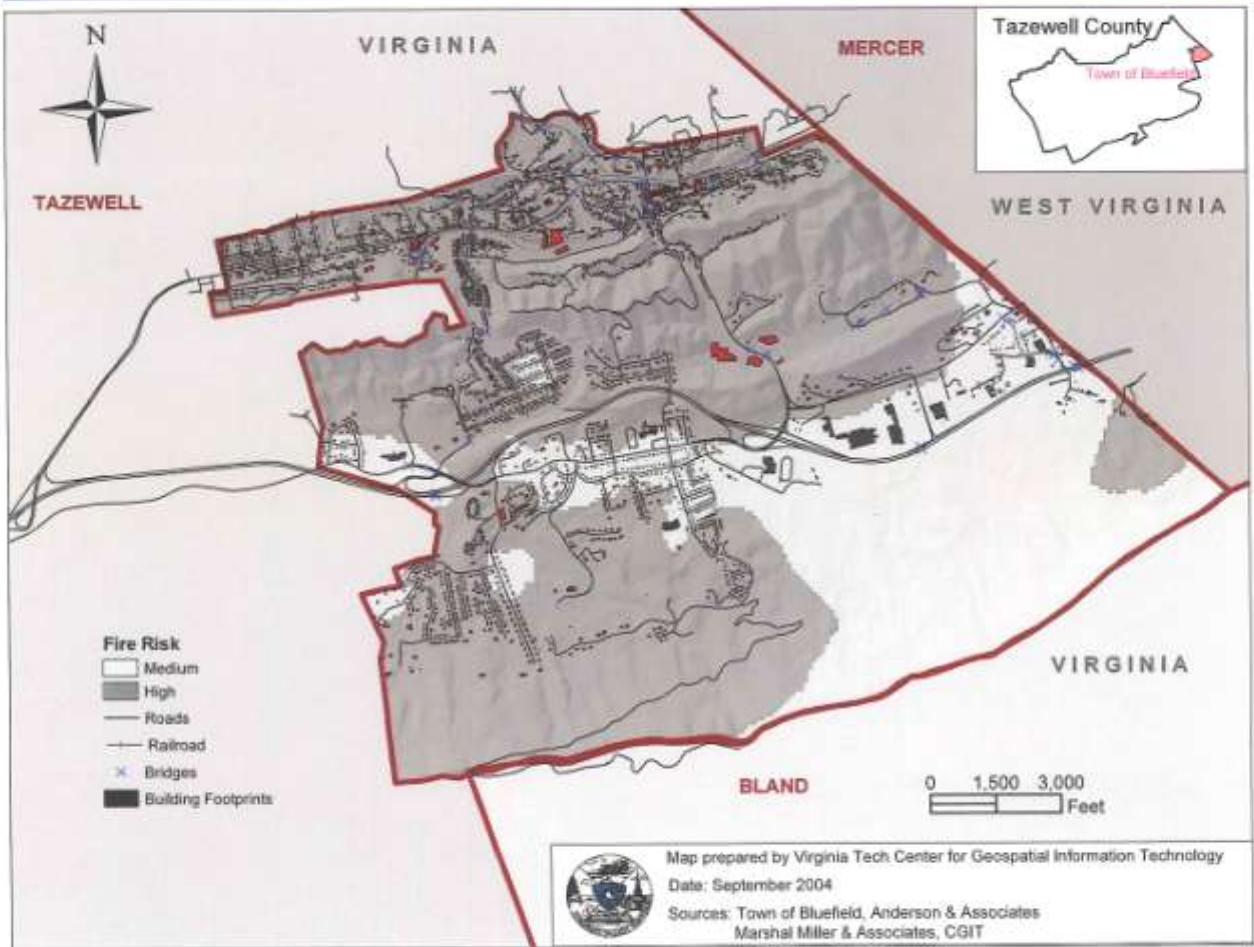 N
VIRGINIA
MERCER
Tazewell County
Town of Bluefield
TAZEWELL
WEST VIRGINIA
Fire Risk
Medium
High
Roads
Railroad
Bridges
Building Footprints
VIRGINIA
BLAND
0 1,500 3,000
Feet
Map prepared by Virginia Tech Center for Geospatial Information Technology
Date: September 2004
Sources: Town of Bluefield, Anderson & Associates
Marshal Miller & Associates, CGIT